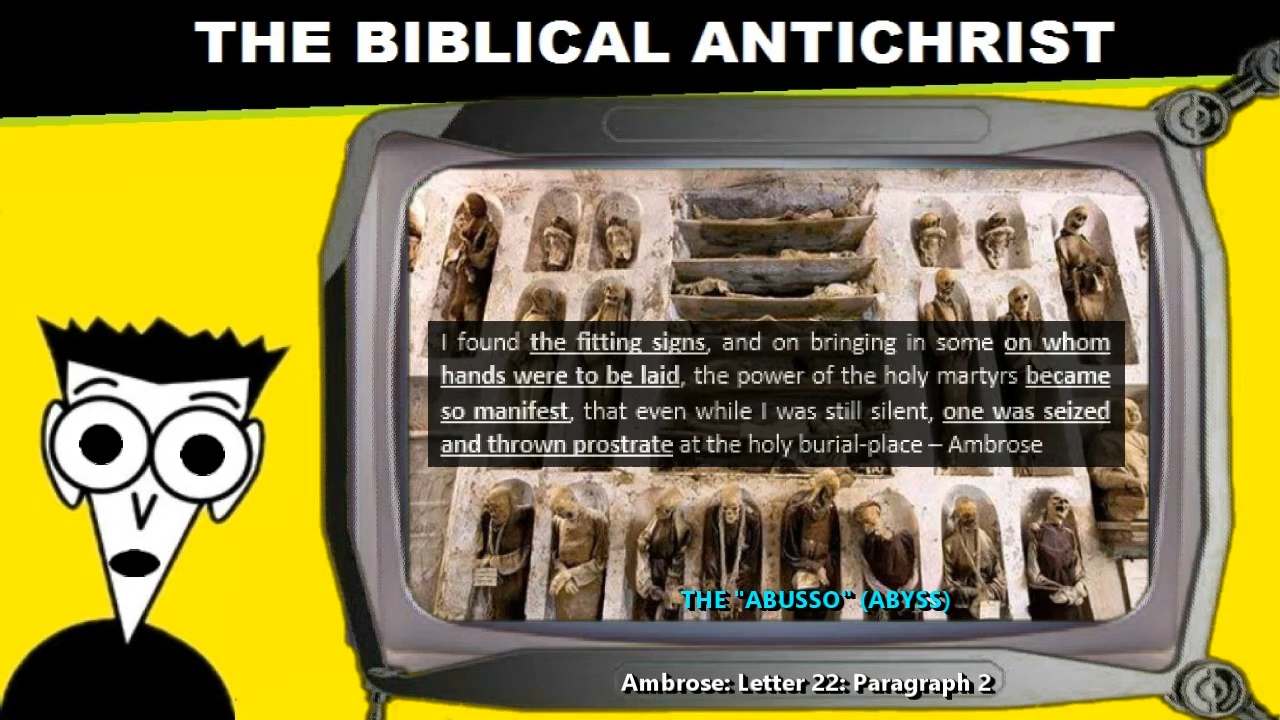 THE BIBLICAL ANTICHRIST
I found the fitting signs, and on bringing in some on whom
hands were to be laid, the power of the holy martyrs became
so manifest, that even while I was still silent, one was seized
and thrown prostrate at the holy burial-place – Ambrose
THE "ABUSSO" (ABYSS)
Ambrose: Letter 22: Paragraph 2